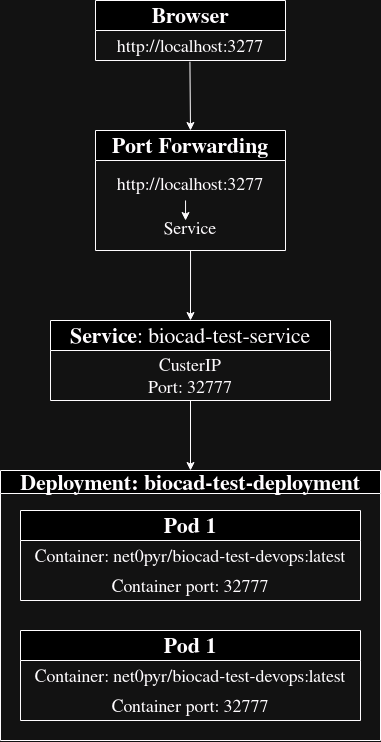 Browser
http://localhost:3277
Port Forwarding
http://localhost:3277
Service
Service: biocad-test-service
CusterIP
Port: 32777
Deployment: biocad-test-deployment
Pod 1
Container: net0pyr/biocad-test-devops:latest
Container port: 32777
Pod 1
Container: net0pyr/biocad-test-devops:latest
Container port: 32777